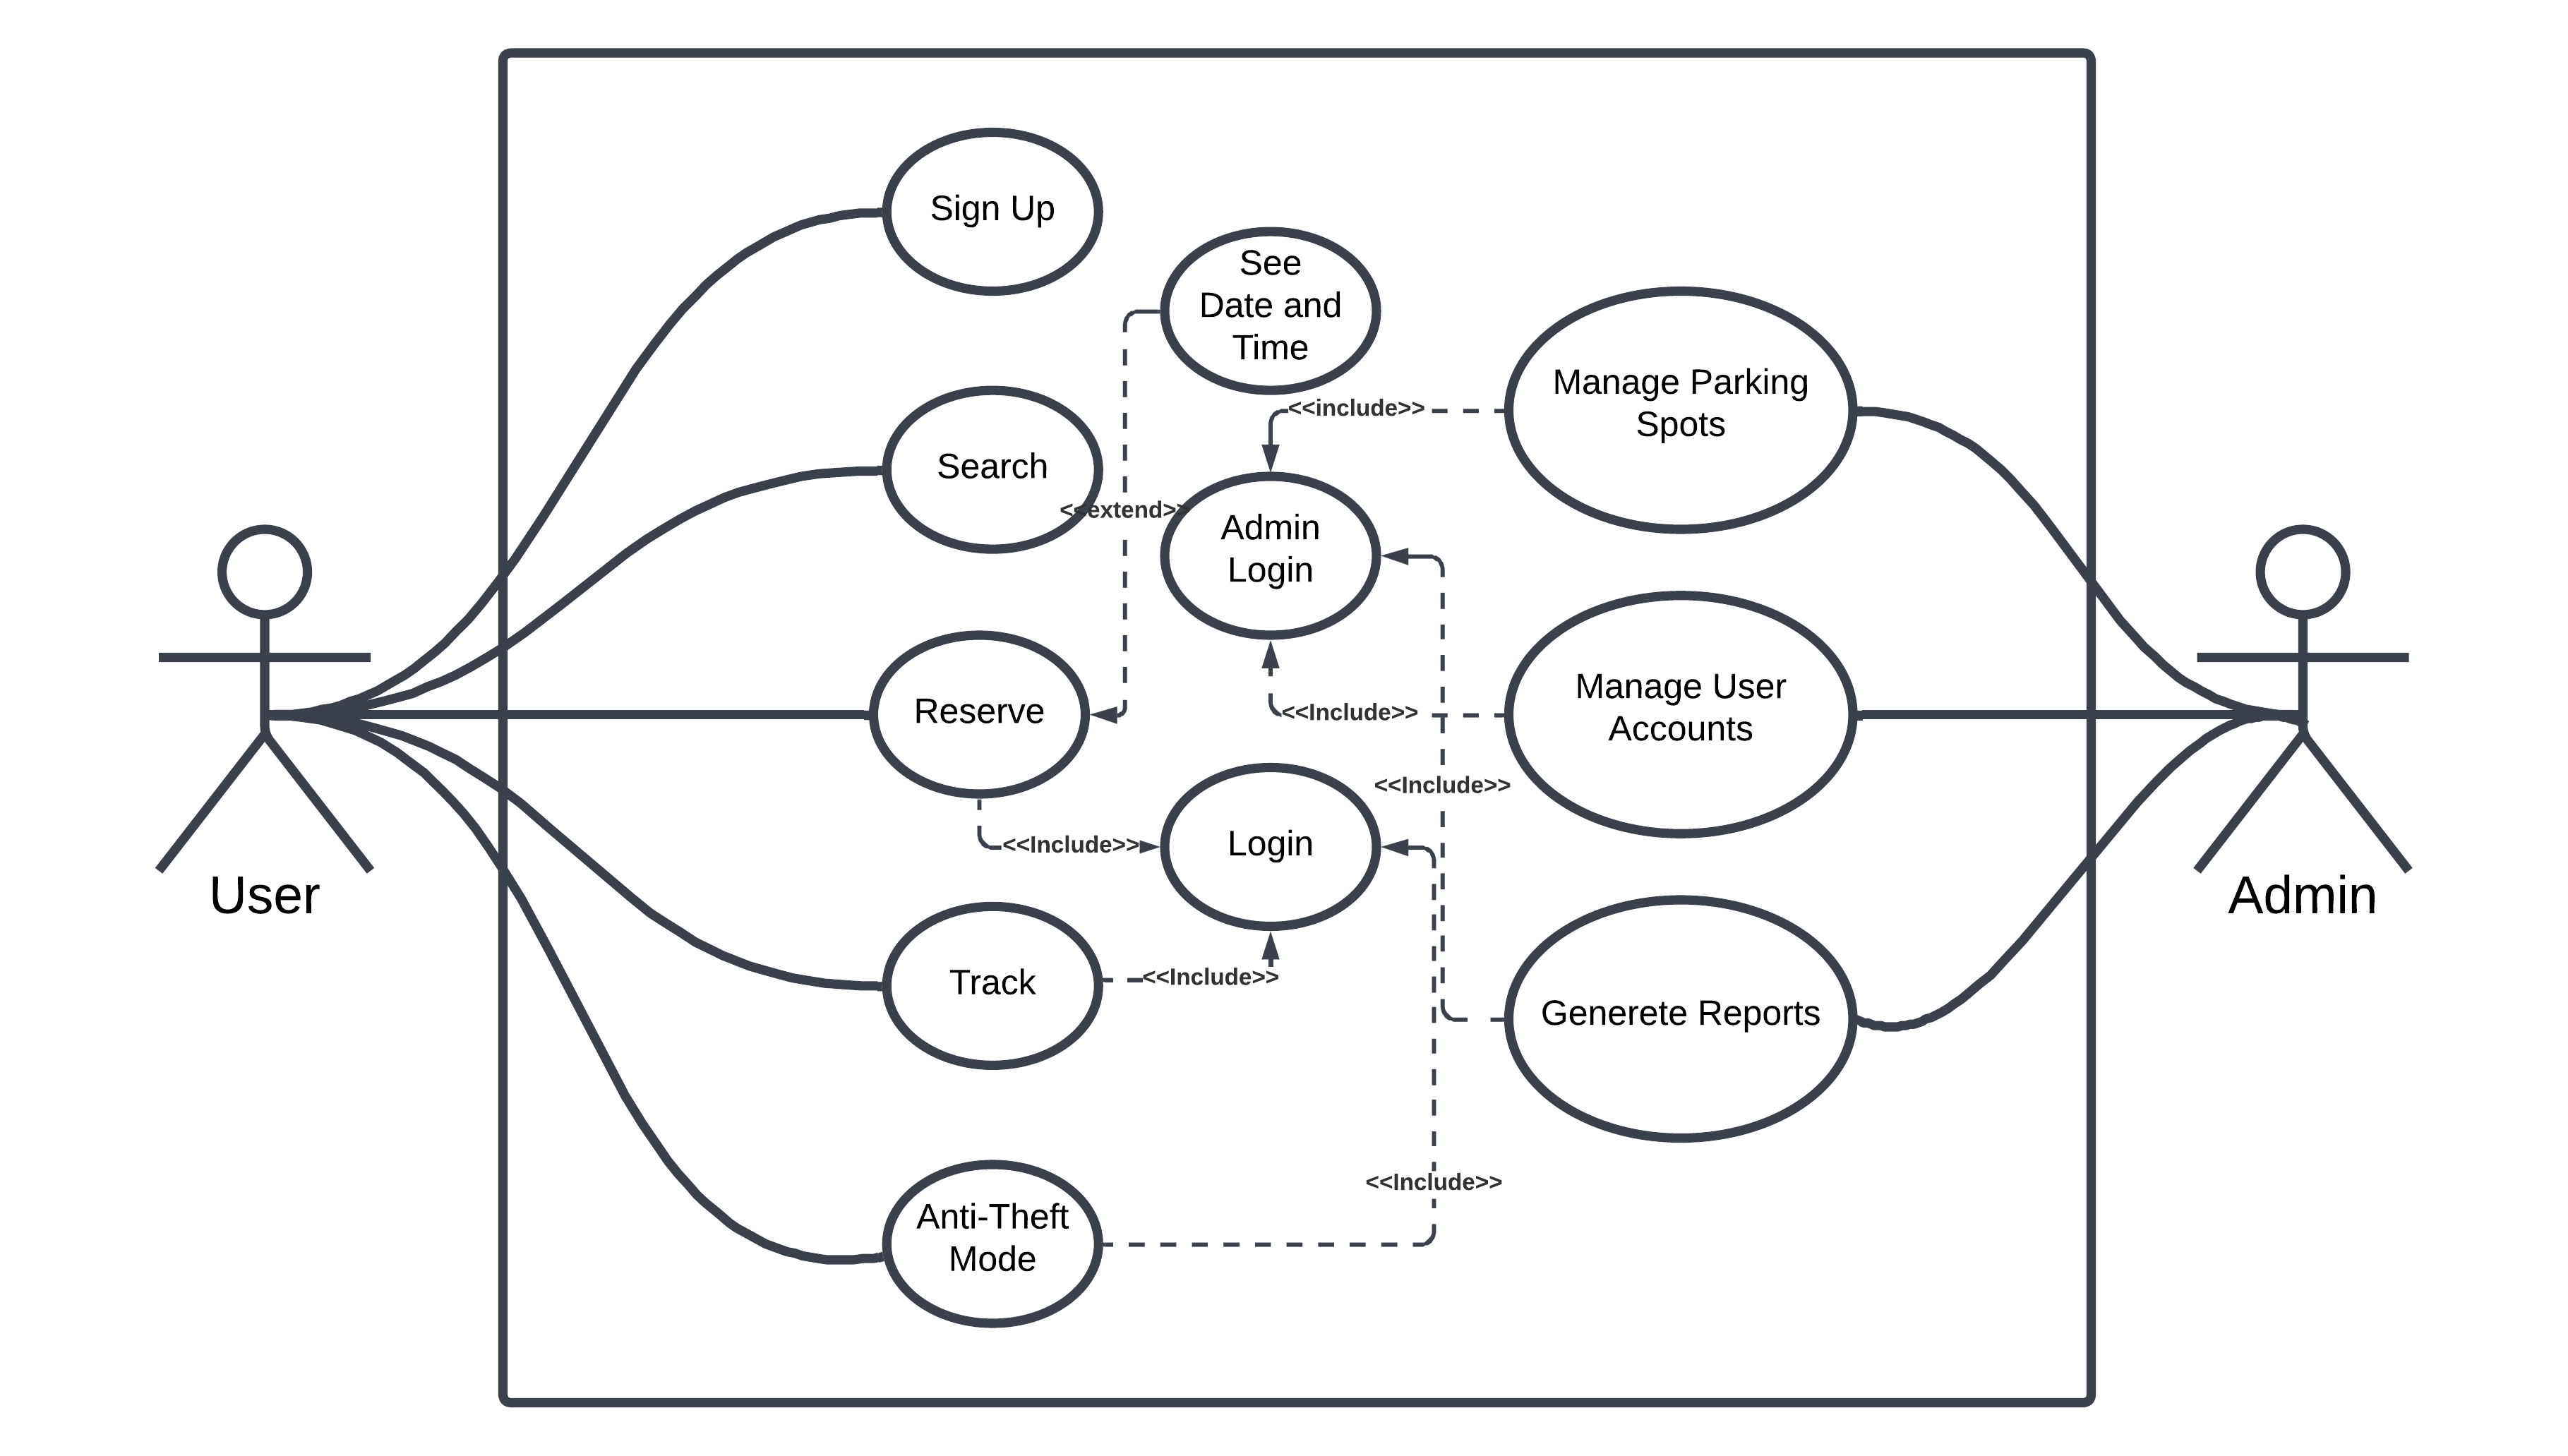 Sign Up
See
Date and
Time
Manage Parking
Spots
<<include>>
Search
<<extend>>
Admin
Login
Manage User
Accounts
Reserve
<<Include>>
<<Include>>
Login
<<Include>>
User
Admin
Track
<<Include>>
Generete Reports
<<Include>>
Anti-Theft
Mode